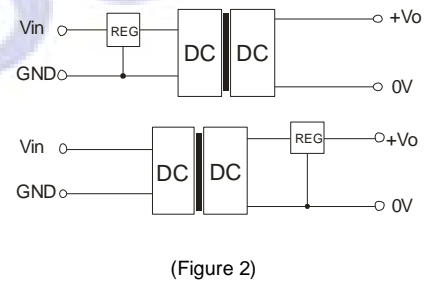 Vin REG DC DC +Vo
GND 0V
Vin DC DC REG +Vo
GND 0V
(Figure 2)